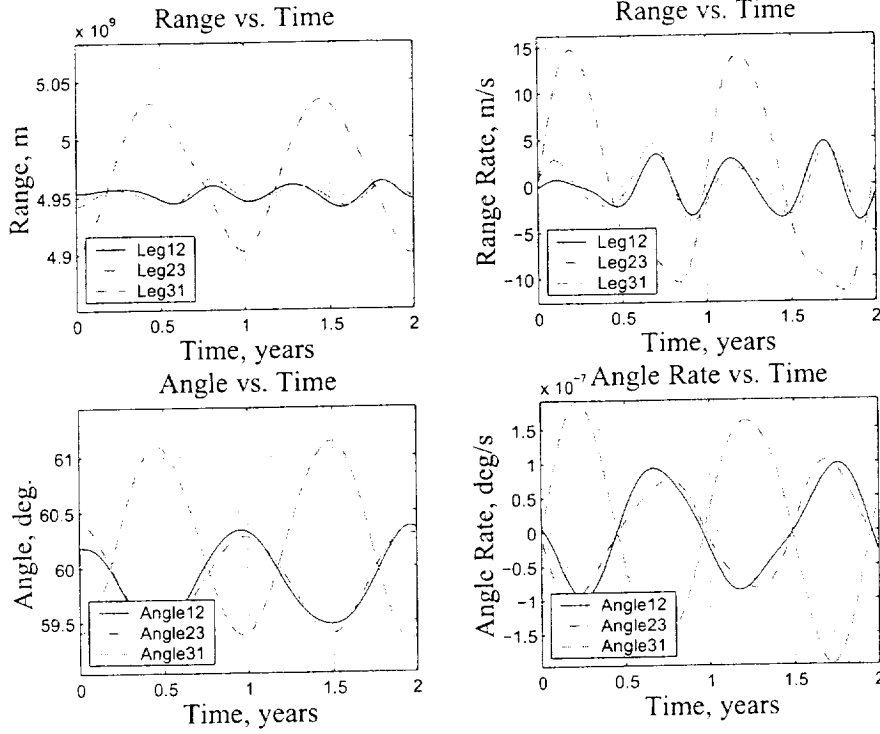 Range vs. Time
x 10⁹
5.05
5
4.95
4.9
Range, m
Leg12
Leg23
Leg31
0
0.5
1
1.5
2
Time, years
Range vs. Time
15
10
5
0
−5
−10
Range Rate, m/s
Leg12
Leg23
Leg31
0
0.5
1
1.5
2
Time, years
Angle vs. Time
61
60.5
60
59.5
Angle, deg.
Angle12
Angle23
Angle31
0
0.5
1
1.5
2
Time, years
x 10⁻⁷
Angle Rate vs. Time
1.5
1
0.5
0
−0.5
−1
−1.5
Angle Rate, deg/s
Angle12
Angle23
Angle31
0
0.5
1
1.5
2
Time, years